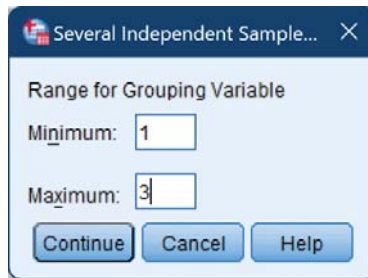 Several Independent Sample...
Range for Grouping Variable
Minimum: 1
Maximum: 3
Continue Cancel Help